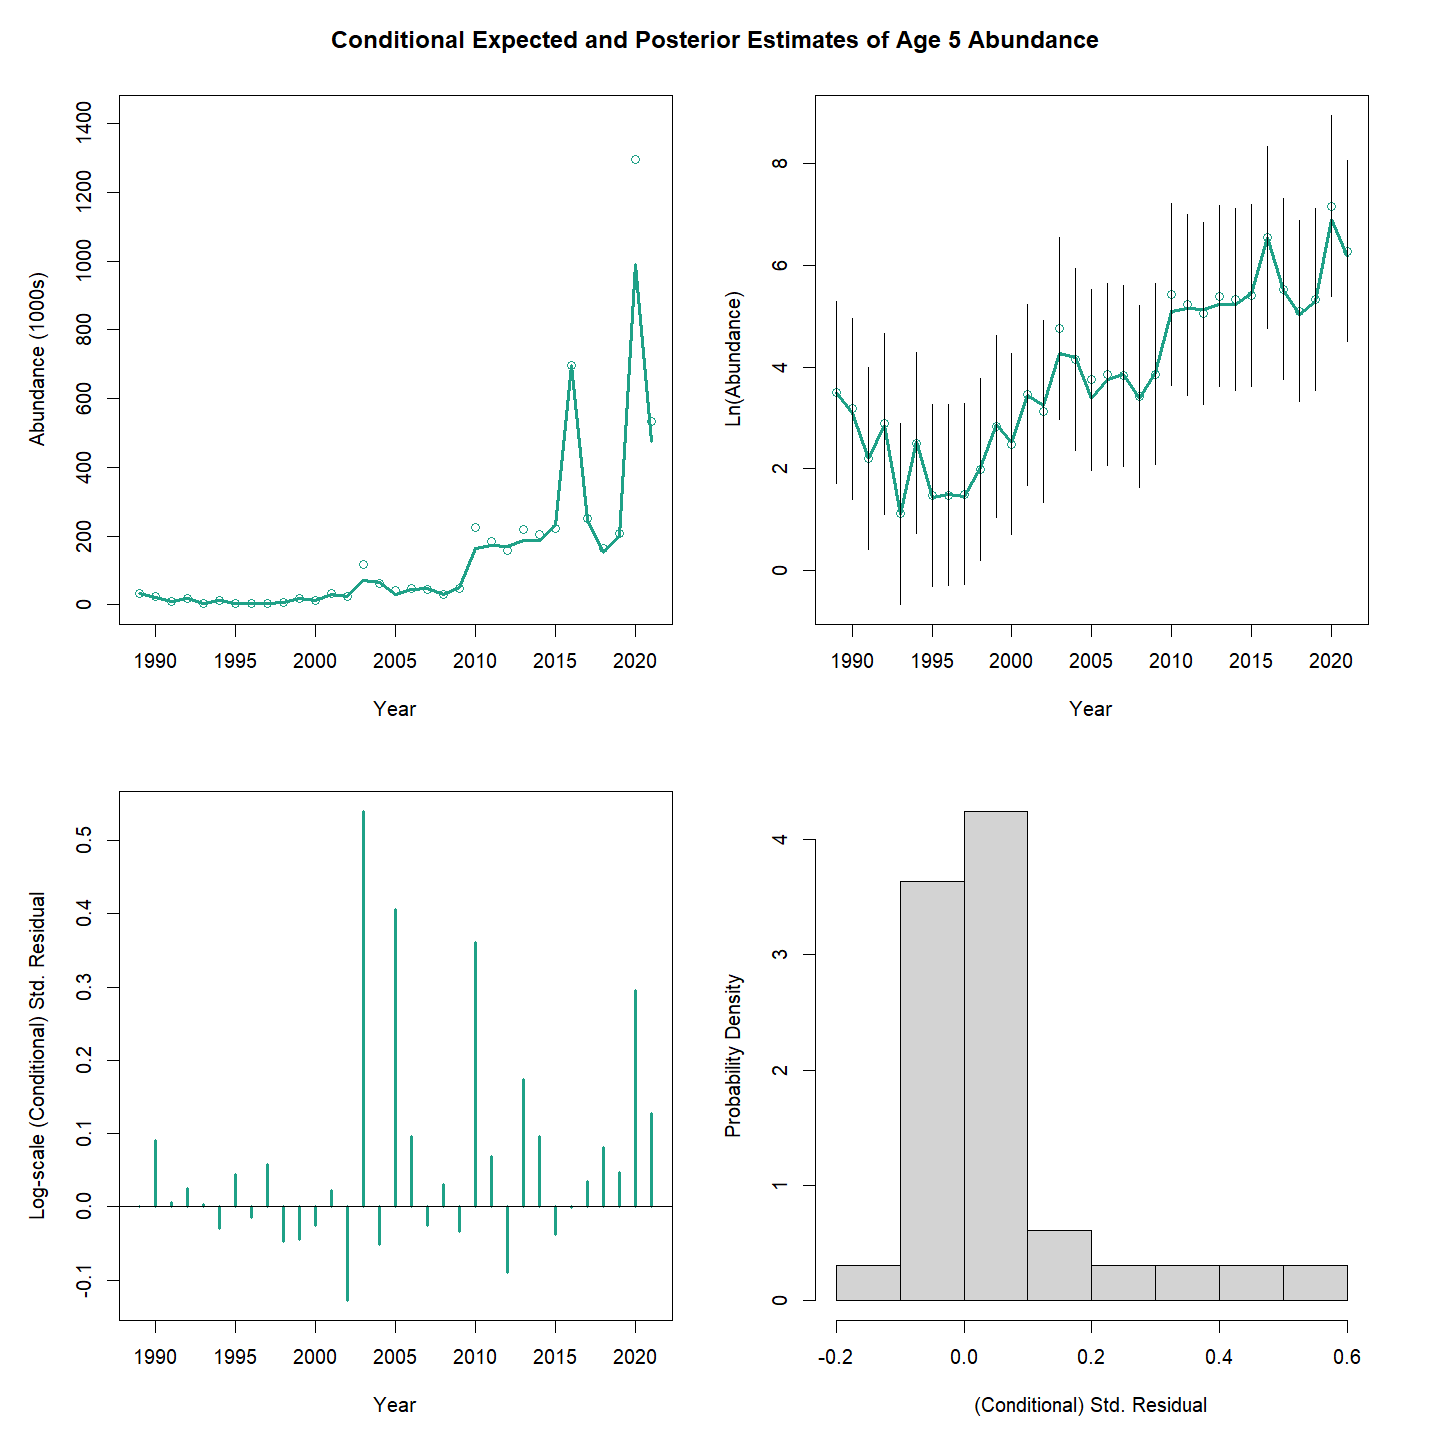 Conditional Expected and Posterior Estimates of Age 5 Abundance
Abundance (1000s)
1400
1200
1000
800
600
400
200
0
1990 1995 2000 2005 2010 2015 2020
Year
Ln(Abundance)
8
6
4
2
0
1990 1995 2000 2005 2010 2015 2020
Year
Log-scale (Conditional) Std. Residual
0.5
0.4
0.3
0.2
0.1
0.0
-0.1
1990 1995 2000 2005 2010 2015 2020
Year
Probability Density
4
3
2
1
0
-0.2 0.0 0.2 0.4 0.6
(Conditional) Std. Residual